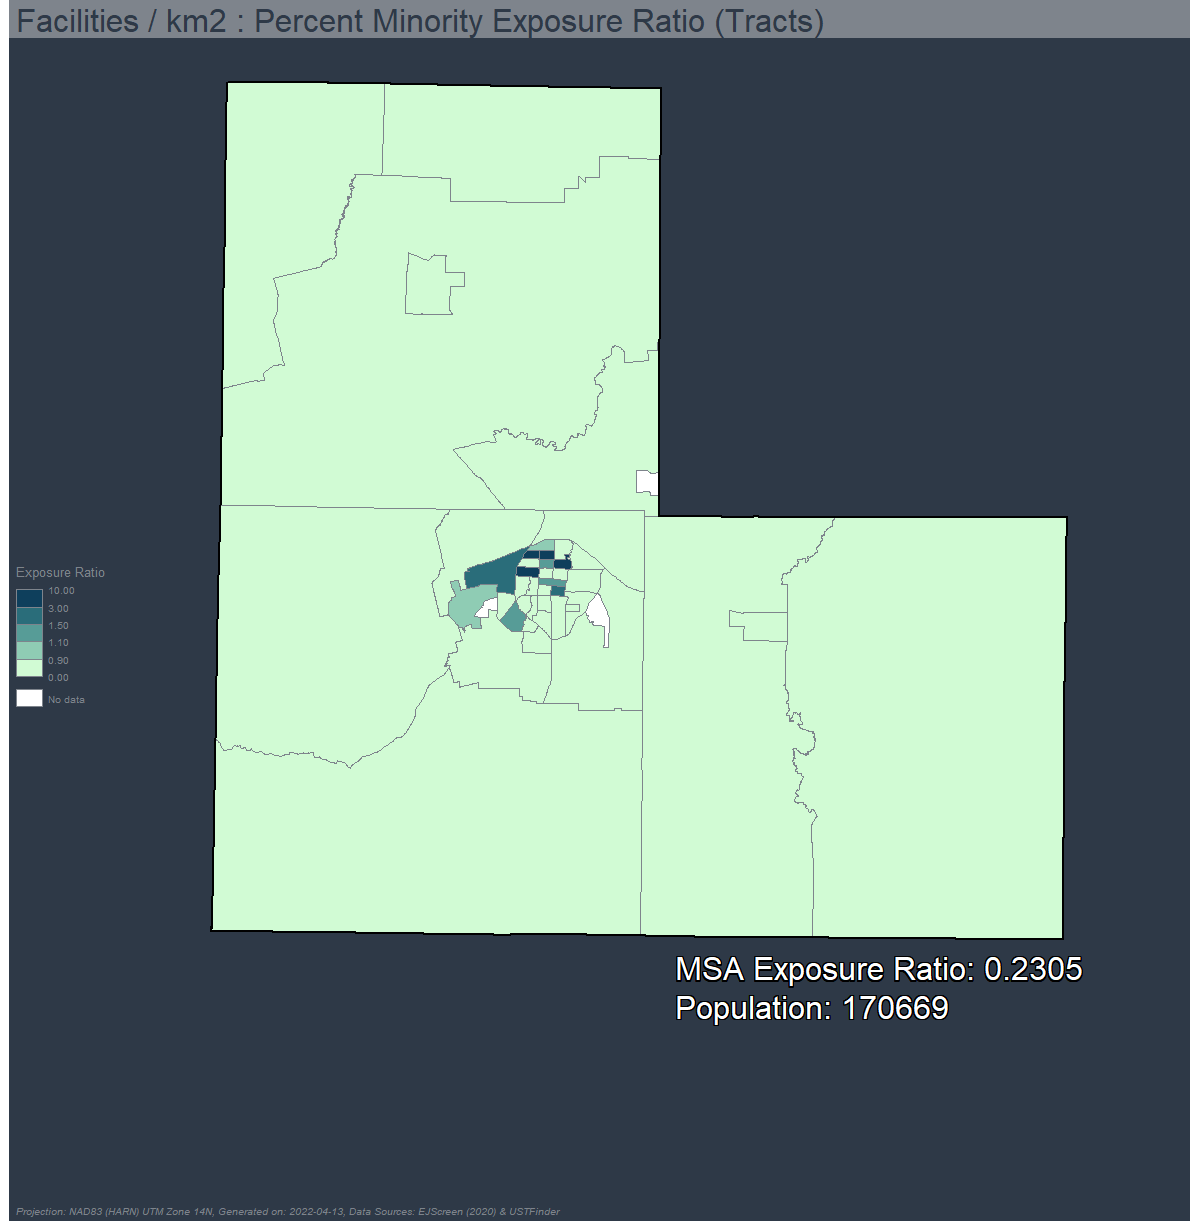 Facilities / km2 : Percent Minority Exposure Ratio (Tracts)
Exposure Ratio
10.00
3.00
1.50
1.10
0.90
0.00
No data
MSA Exposure Ratio: 0.2305
Population: 170669
Projection: NAD83 (HARN) UTM Zone 14N, Generated on: 2022-04-13, Data Sources: EJScreen (2020) & USTFinder